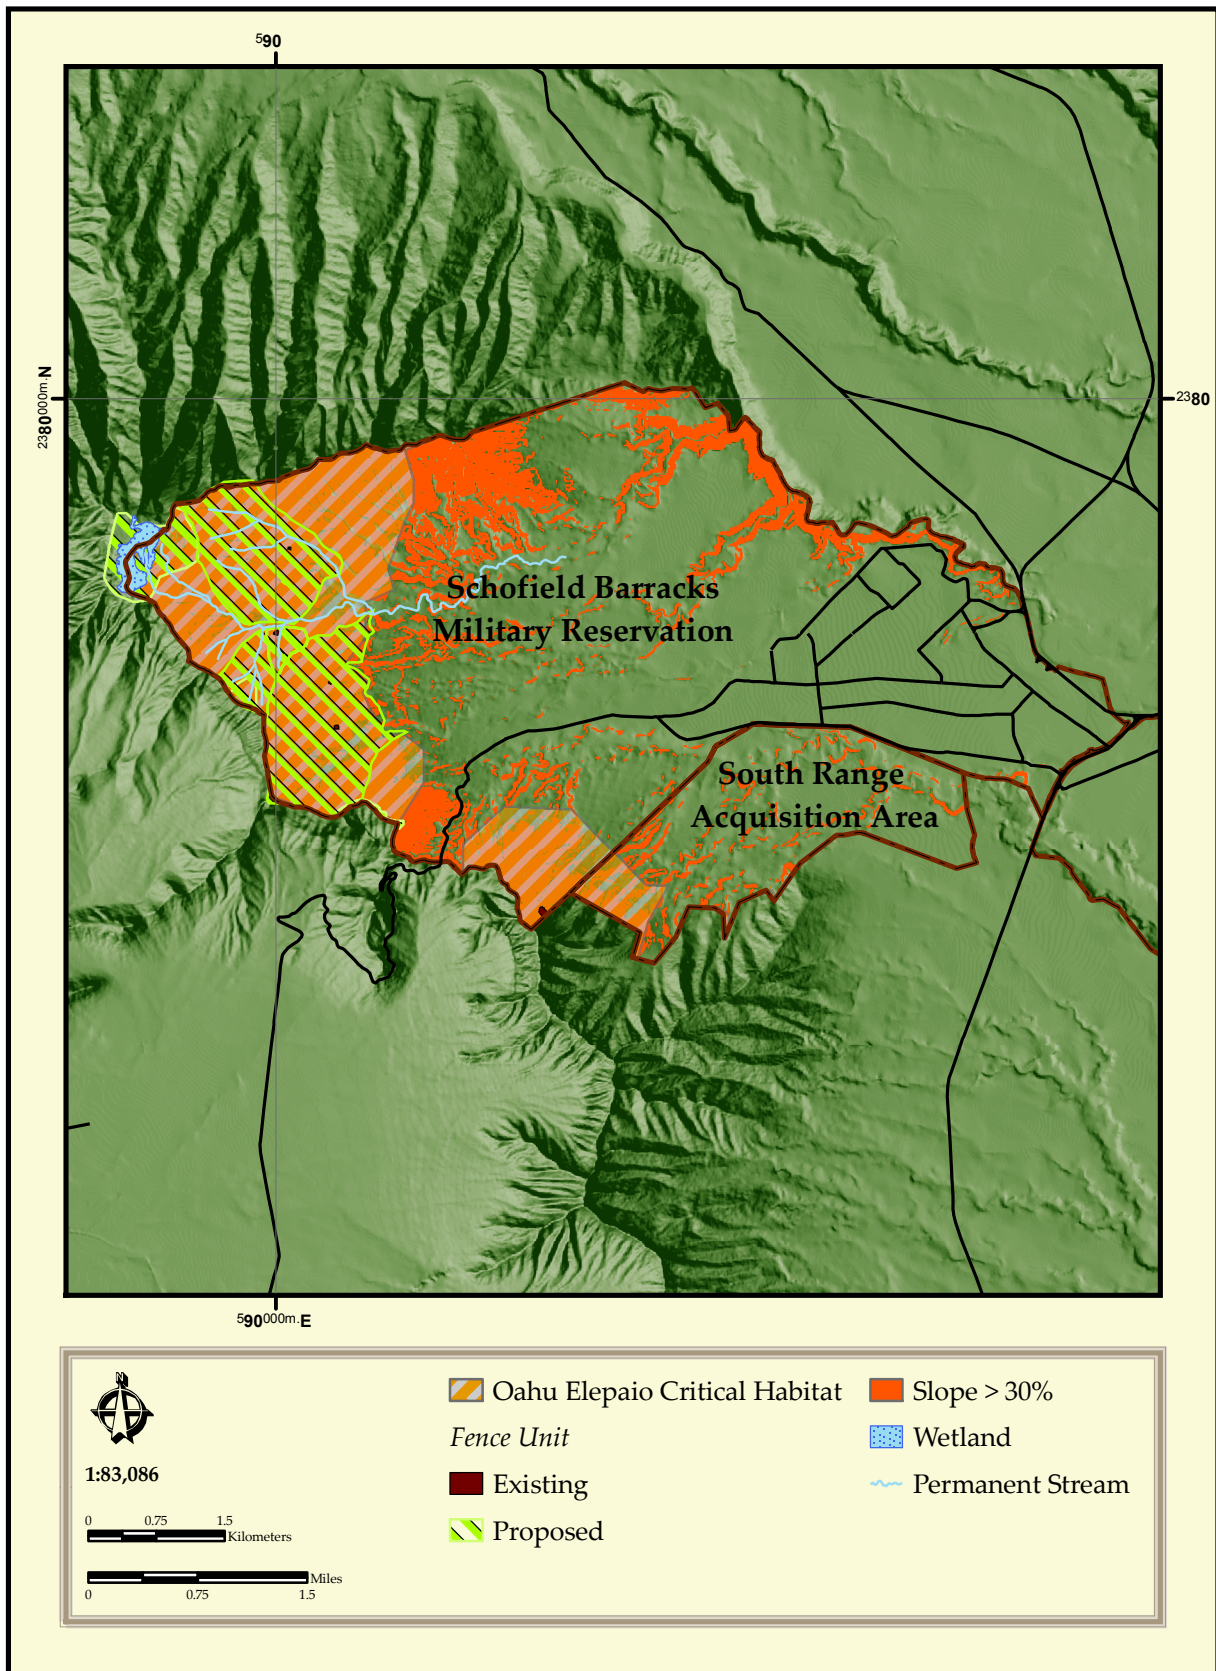 590
2380000m.N
2380
Schofield Barracks
Military Reservation
South Range
Acquisition Area
590000m.E
N
1:83,086
0 0.75 1.5
Kilometers
Miles
0 0.75 1.5
Oahu Elepaio Critical Habitat
Fence Unit
Existing
Proposed
Slope > 30%
Wetland
Permanent Stream